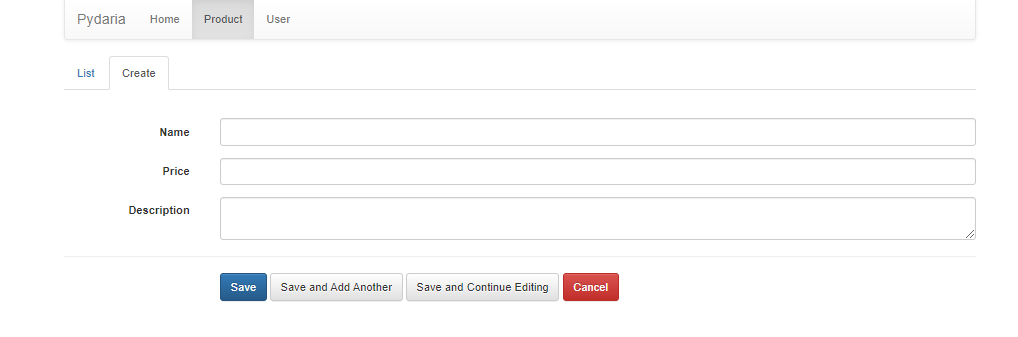 Pydaria Home Product User
List Create
Name
Price
Description
Save Save and Add Another Save and Continue Editing Cancel